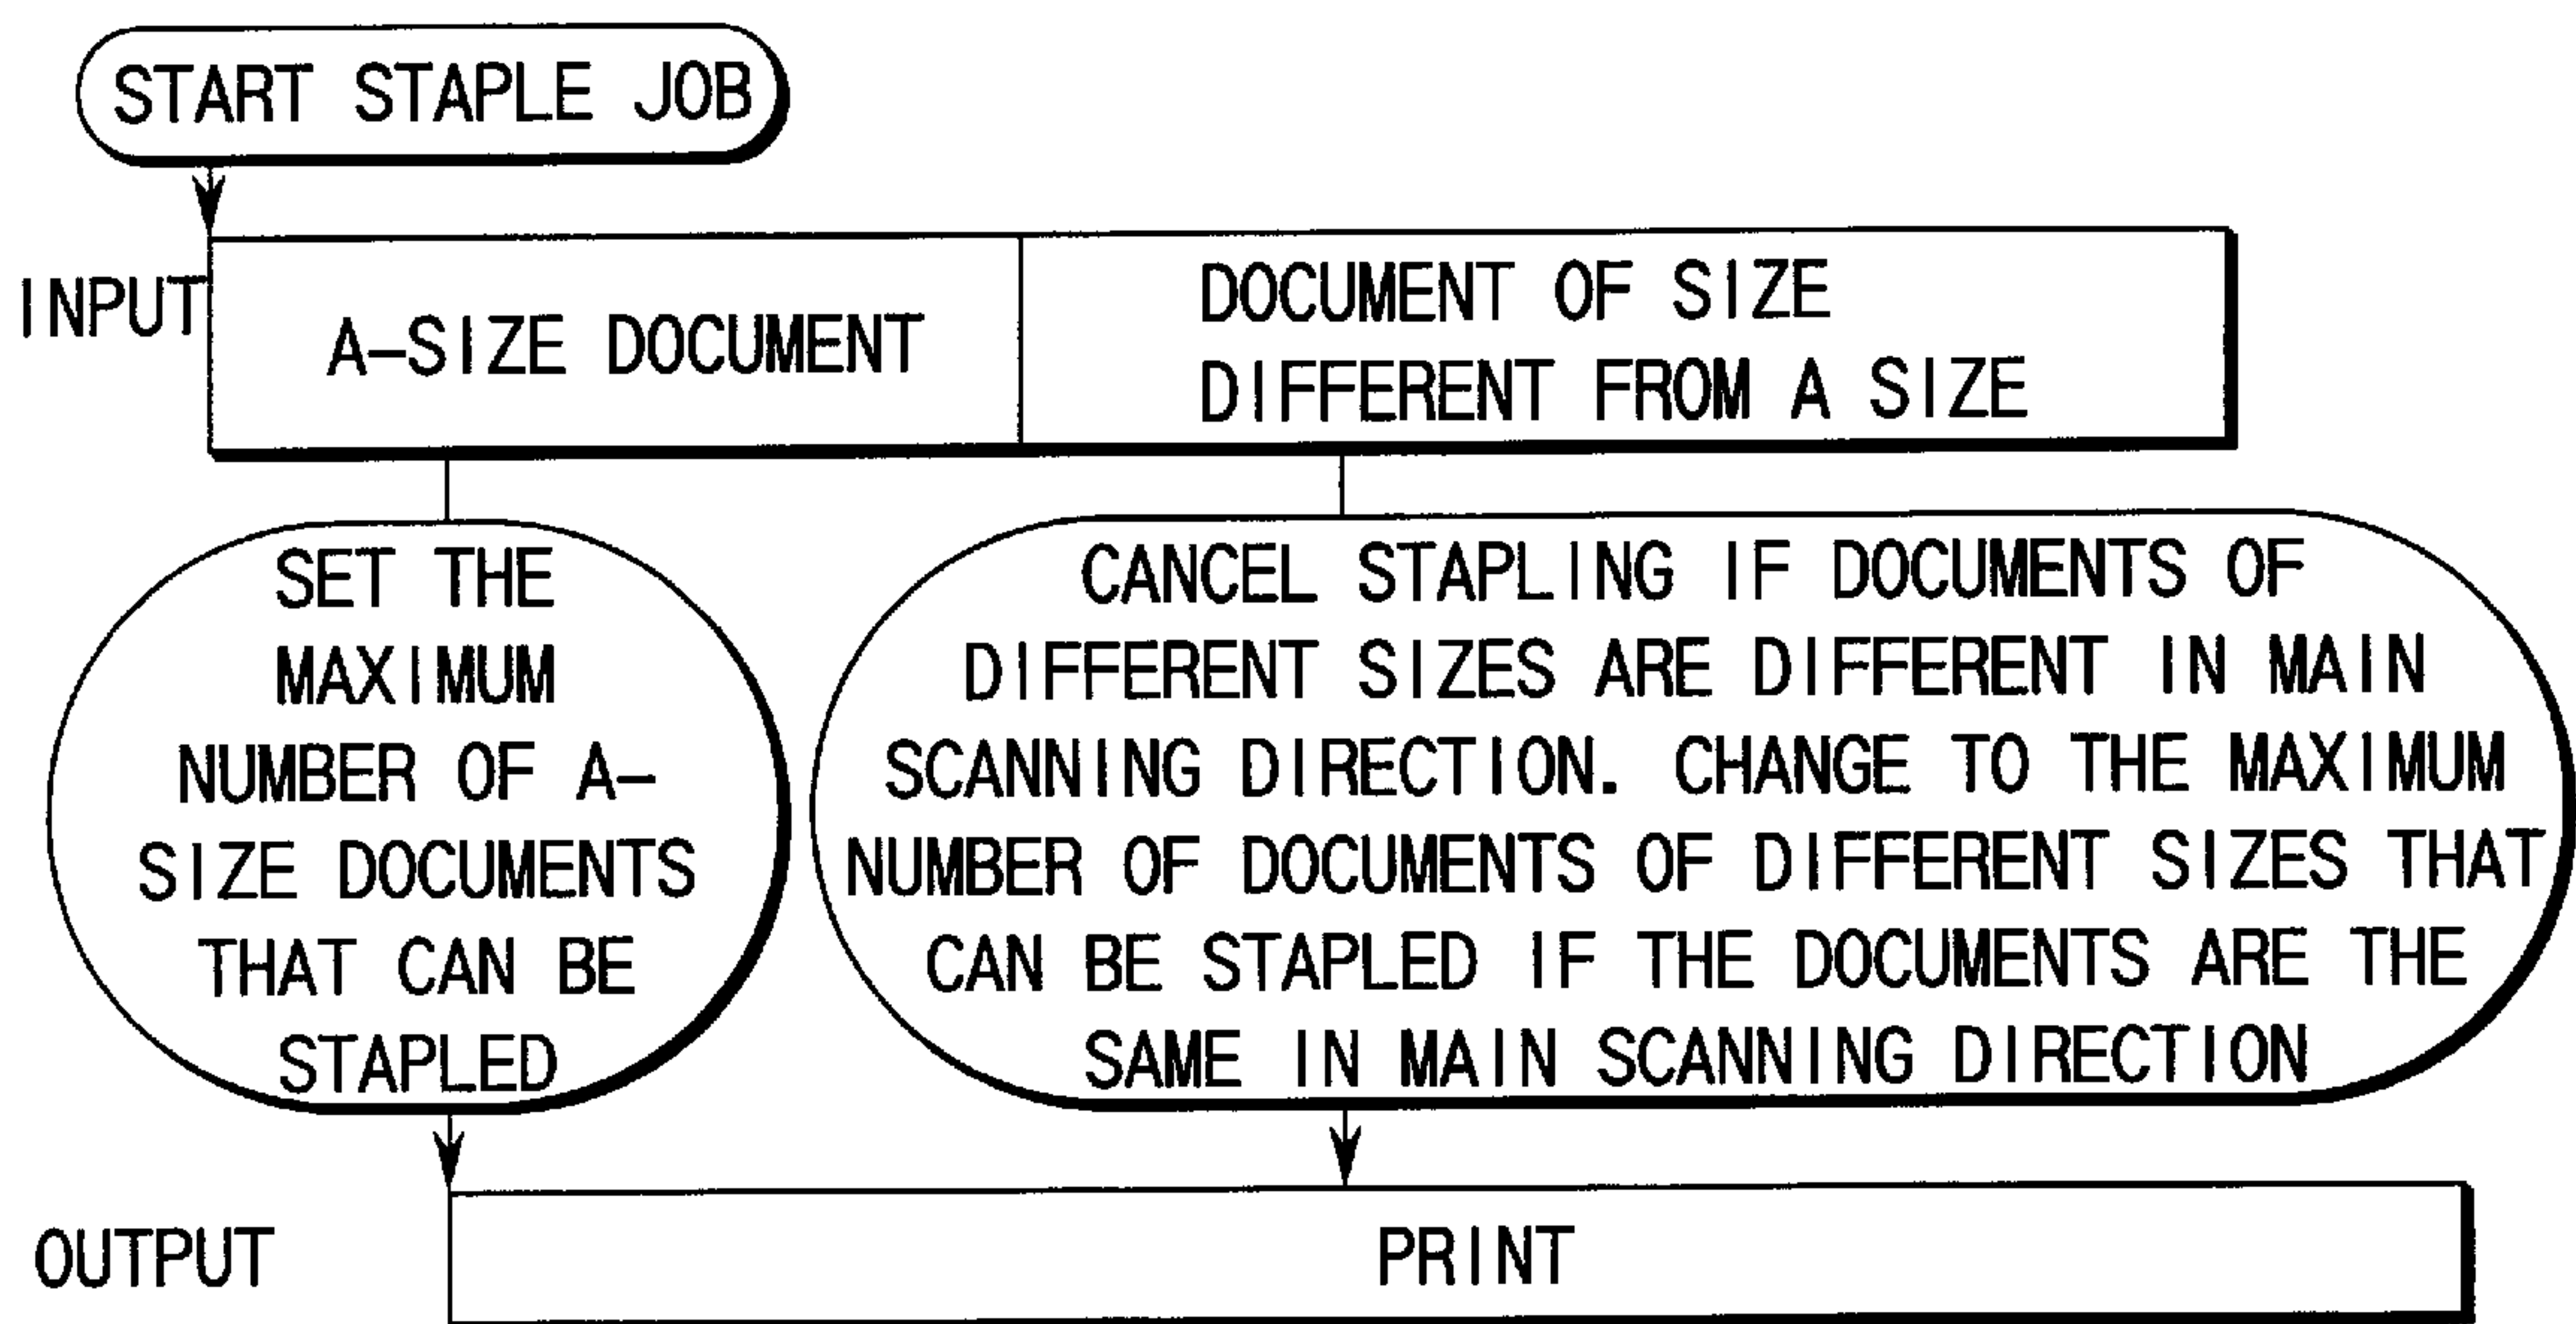 START STAPLE JOB
INPUT
A-SIZE DOCUMENT
DOCUMENT OF SIZE
DIFFERENT FROM A SIZE
SET THE
MAXIMUM
NUMBER OF A-
SIZE DOCUMENTS
THAT CAN BE
STAPLED
CANCEL STAPLING IF DOCUMENTS OF
DIFFERENT SIZES ARE DIFFERENT IN MAIN
SCANNING DIRECTION. CHANGE TO THE MAXIMUM
NUMBER OF DOCUMENTS OF DIFFERENT SIZES THAT
CAN BE STAPLED IF THE DOCUMENTS ARE THE
SAME IN MAIN SCANNING DIRECTION
OUTPUT
PRINT